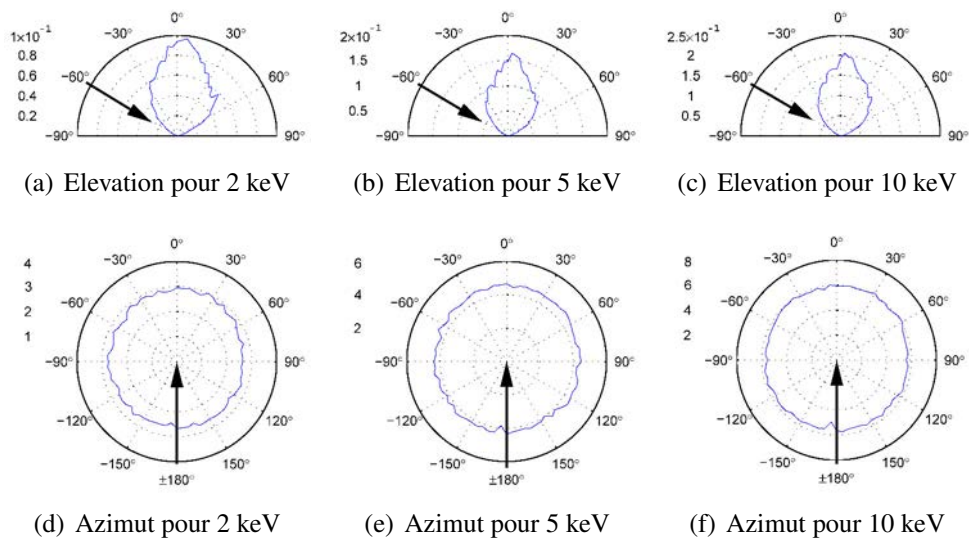 1×10⁻¹ 0° 2×10⁻¹ 0° 2.5×10⁻¹ 0°
−30° 30° −30° 30° −30° 30°
0.8 1.5 2
−60° 0.6 60° −60° 60° −60° 1.5 60°
0.4 1 1
0.2 0.5 0.5
−90° 90° −90° 90° −90° 90°
(a) Elevation pour 2 keV (b) Elevation pour 5 keV (c) Elevation pour 10 keV
0° 0° 0°
4 −30° 30° 6 −30° 30° 8 −30° 30°
3 4 6
−60° 2 60° −60° 60° −60° 4 60°
1 2 2
−90° 90° −90° 90° −90° 90°
−120° 120° −120° 120° −120° 120°
−150° 150° −150° 150° −150° 150°
±180° ±180° ±180°
(d) Azimut pour 2 keV (e) Azimut pour 5 keV (f) Azimut pour 10 keV